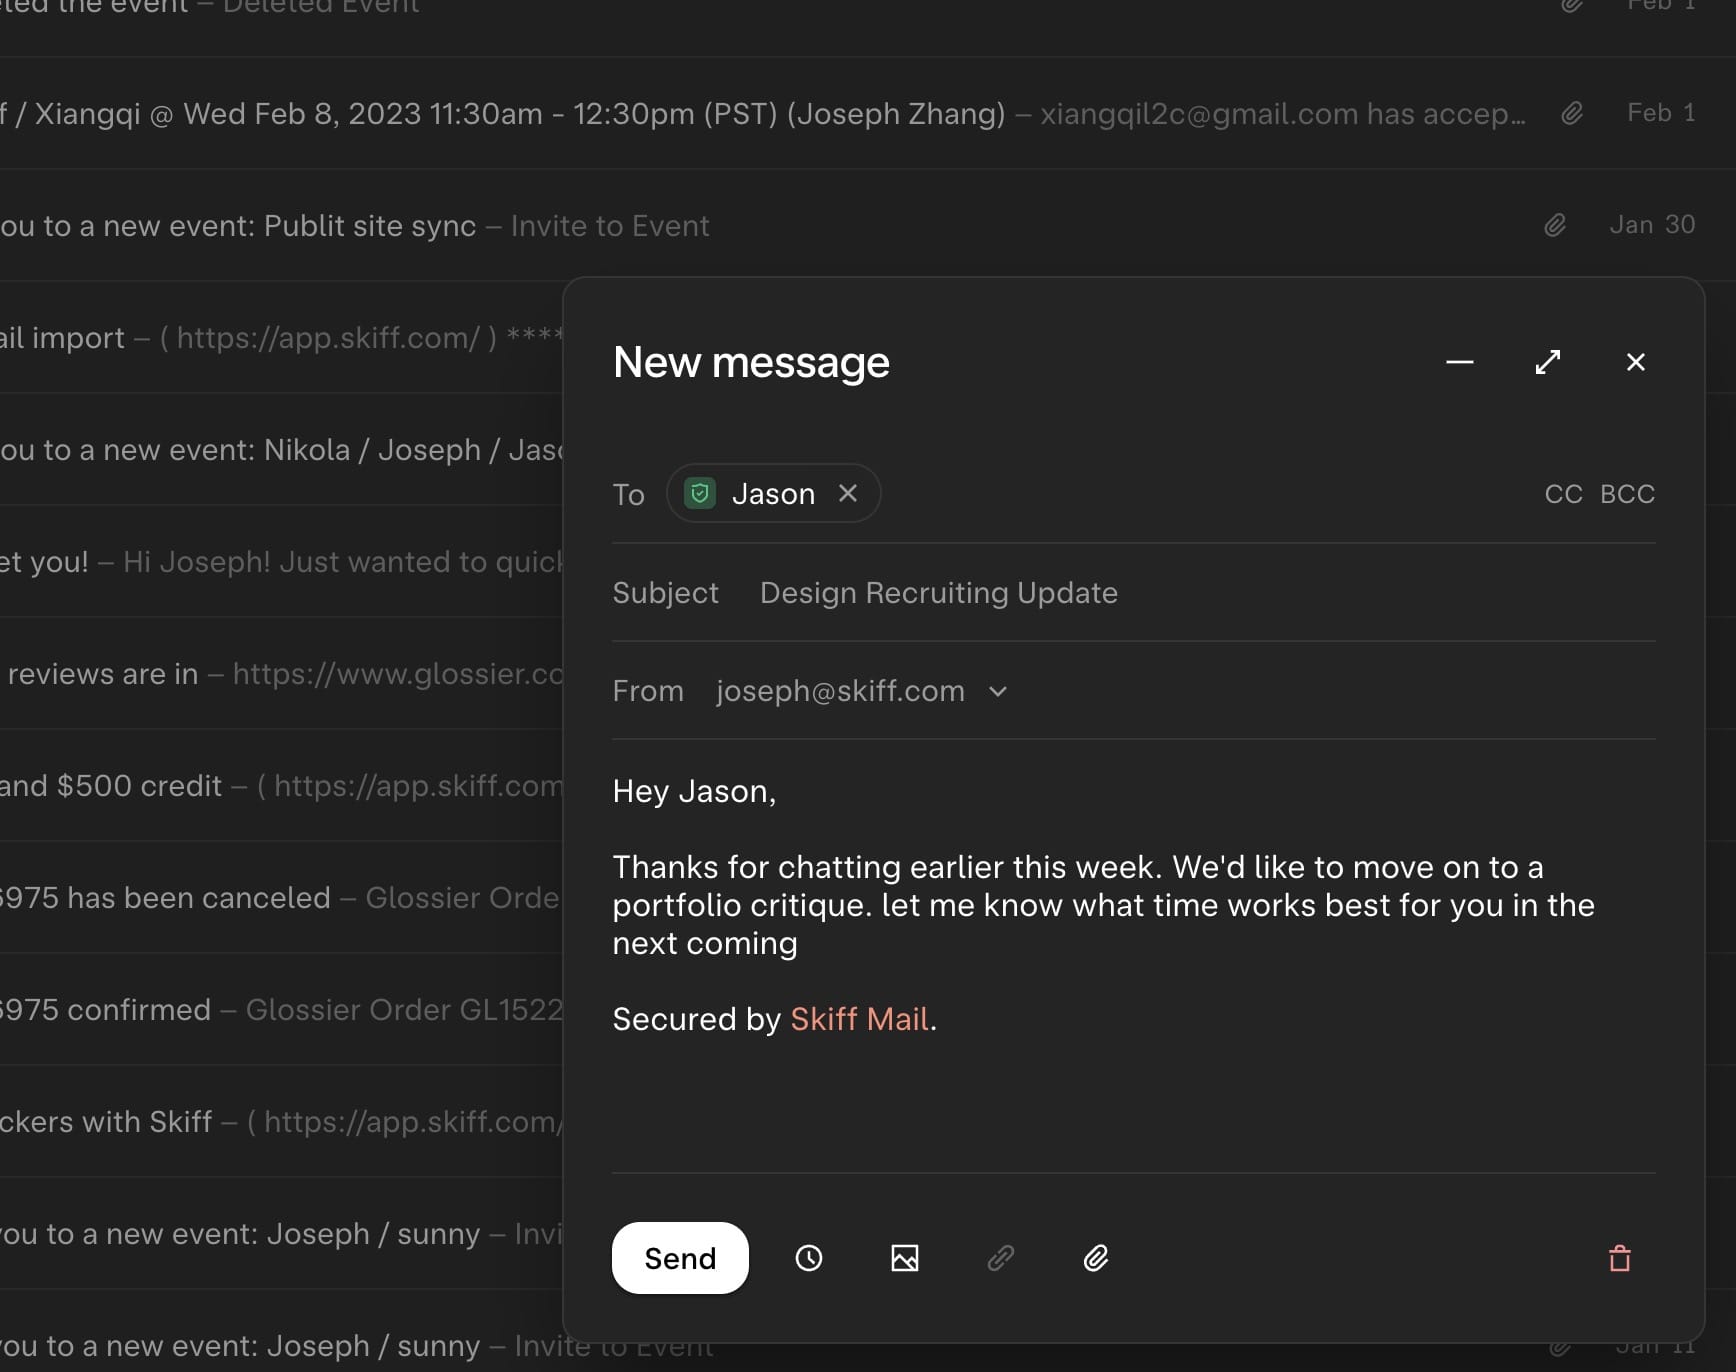 the event – Deleted Event Feb 1
f / Xiangqi @ Wed Feb 8, 2023 11:30am - 12:30pm (PST) (Joseph Zhang) – xiangqil2c@gmail.com has accep... Feb 1
ou to a new event: Publit site sync – Invite to Event Jan 30
ail import – ( https://app.skiff.com/ ) ****
ou to a new event: Nikola / Joseph / Jaso
et you! – Hi Joseph! Just wanted to quick
reviews are in – https://www.glossier.co
and $500 credit – ( https://app.skiff.com
6975 has been canceled – Glossier Orde
6975 confirmed – Glossier Order GL1522
ckers with Skiff – ( https://app.skiff.com/
you to a new event: Joseph / sunny – Invi
you to a new event: Joseph / sunny – Invite to Event Jan 11
New message
To Jason CC BCC
Subject Design Recruiting Update
From joseph@skiff.com
Hey Jason,
Thanks for chatting earlier this week. We'd like to move on to a
portfolio critique. let me know what time works best for you in the
next coming
Secured by Skiff Mail.
Send